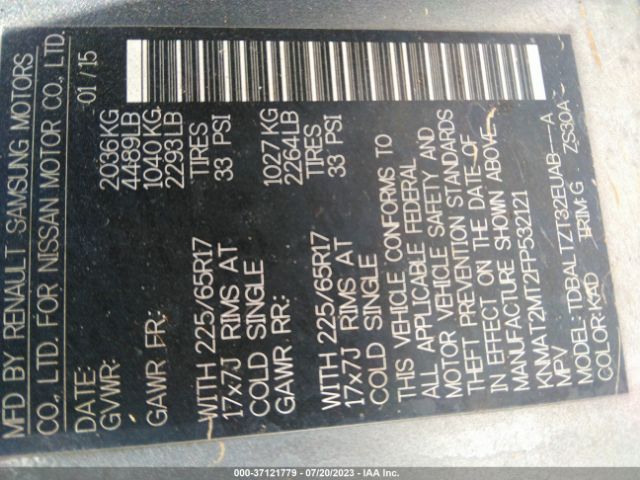 MFD BY RENAULT SAMSUNG MOTORS
CO., LTD. FOR NISSAN MOTOR CO., LTD.
DATE: 01/15
GVWR: 2036KG
4489LB
GAWR FR: 1040 KG
2293LB
WITH 225/65R17 TIRES
17x7J RIMS AT 33 PSI
COLD SINGLE
GAWR RR: 1027 KG
2264LB
WITH 225/65R17 TIRES
17x7J RIMS AT 33 PSI
COLD SINGLE
THIS VEHICLE CONFORMS TO
ALL APPLICABLE FEDERAL
MOTOR VEHICLE SAFETY AND
THEFT PREVENTION STANDARDS
IN EFFECT ON THE DATE OF
MANUFACTURE SHOWN ABOVE.
KNMAT2MT2FP532121
MPV
MODEL: TDBALTZT32EUAB---A
COLOR: KAD TRIM: G ZS30A
000-37121779 - 07/20/2023 - IAA Inc.